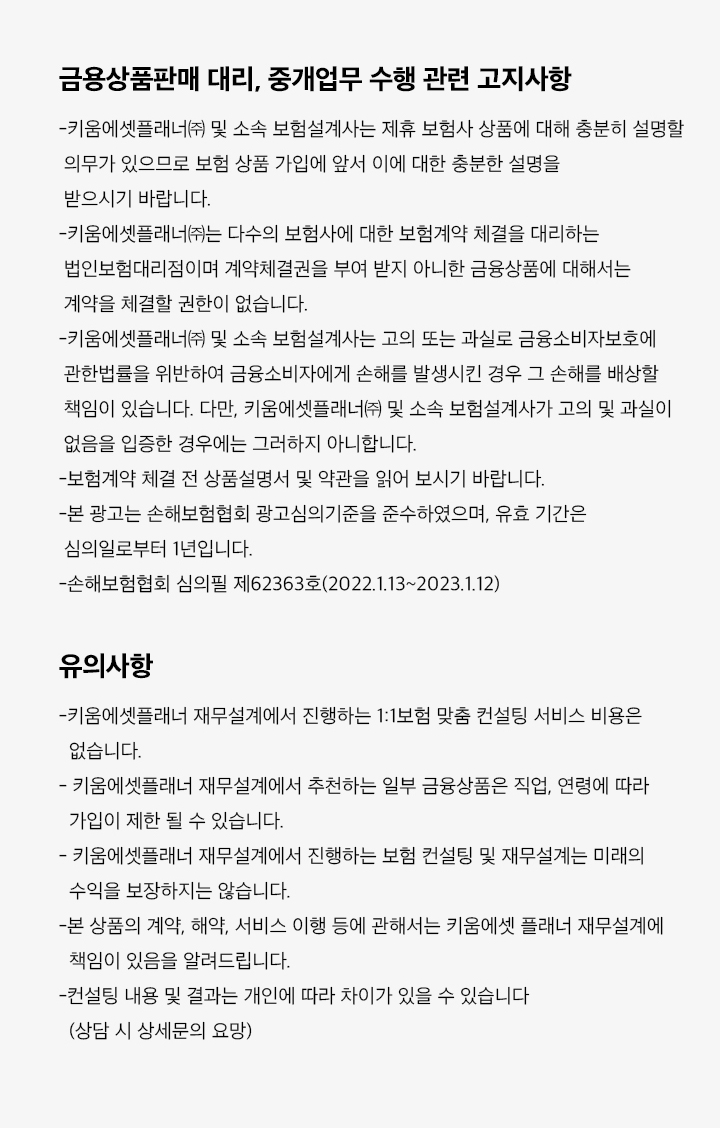 금용상품판매 대리, 중개업무 수행 관련 고지사항
-키움에셋플래너㈜ 및 소속 보험설계사는 제휴 보험사 상품에 대해 충분히 설명할
의무가 있으므로 보험 상품 가입에 앞서 이에 대한 충분한 설명을
받으시기 바랍니다.
-키움에셋플래너㈜는 다수의 보험사에 대한 보험계약 체결을 대리하는
법인보험대리점이며 계약체결권을 부여 받지 아니한 금융상품에 대해서는
계약을 체결할 권한이 없습니다.
-키움에셋플래너㈜ 및 소속 보험설계사는 고의 또는 과실로 금융소비자보호에
관한법률을 위반하여 금융소비자에게 손해를 발생시킨 경우 그 손해를 배상할
책임이 있습니다. 다만, 키움에셋플래너㈜ 및 소속 보험설계사가 고의 및 과실이
없음을 입증한 경우에는 그러하지 아니합니다.
-보험계약 체결 전 상품설명서 및 약관을 읽어 보시기 바랍니다.
-본 광고는 손해보험협회 광고심의기준을 준수하였으며, 유효 기간은
심의일로부터 1년입니다.
-손해보험협회 심의필 제62363호(2022.1.13~2023.1.12)
유의사항
-키움에셋플래너 재무설계에서 진행하는 1:1보험 맞춤 컨설팅 서비스 비용은
없습니다.
- 키움에셋플래너 재무설계에서 추천하는 일부 금융상품은 직업, 연령에 따라
가입이 제한 될 수 있습니다.
- 키움에셋플래너 재무설계에서 진행하는 보험 컨설팅 및 재무설계는 미래의
수익을 보장하지는 않습니다.
-본 상품의 계약, 해약, 서비스 이행 등에 관해서는 키움에셋 플래너 재무설계에
책임이 있음을 알려드립니다.
-컨설팅 내용 및 결과는 개인에 따라 차이가 있을 수 있습니다
(상담 시 상세문의 요망)